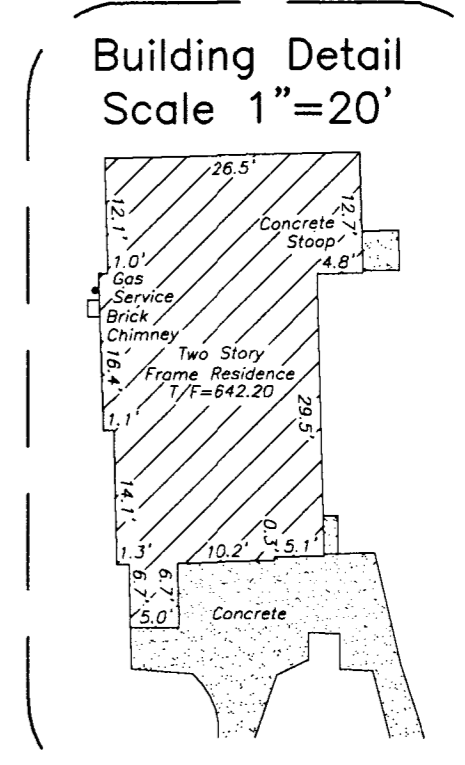 Building Detail
Scale 1"=20'
26.5'
12.1'
12.7'
Concrete
Stoop
1.0'
4.8'
Gas
Service
Brick
Chimney
16.4'
Two Story
Frame Residence
T/F=642.20
29.5'
1.1'
14.1'
0.3'
1.3'
10.2'
5.1'
6.7'
6.7'
5.0'
Concrete